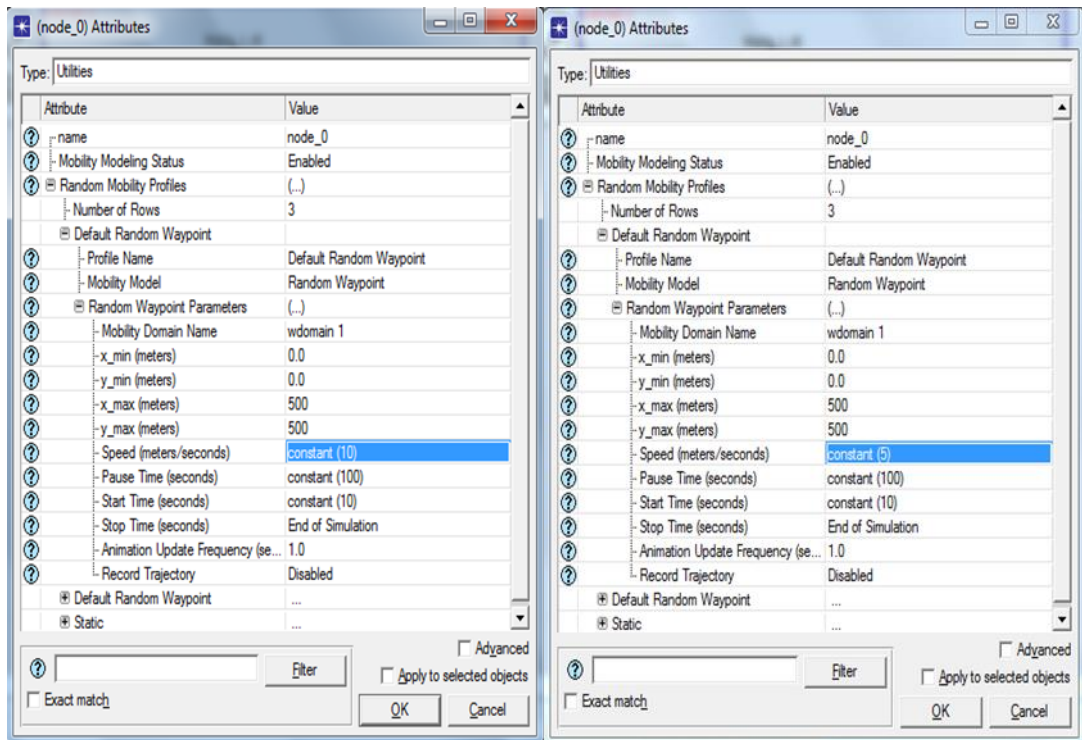 (node_0) Attributes
Type: Utilities
Attribute Value
name node_0
Mobility Modeling Status Enabled
Random Mobility Profiles (...)
Number of Rows 3
Default Random Waypoint
Profile Name Default Random Waypoint
Mobility Model Random Waypoint
Random Waypoint Parameters (...)
Mobility Domain Name wdomain 1
x_min (meters) 0.0
y_min (meters) 0.0
x_max (meters) 500
y_max (meters) 500
Speed (meters/seconds) constant (10)
Pause Time (seconds) constant (100)
Start Time (seconds) constant (10)
Stop Time (seconds) End of Simulation
Animation Update Frequency (se... 1.0
Record Trajectory Disabled
Default Random Waypoint ...
Static ...
Advanced
Filter
Apply to selected objects
Exact match
OK Cancel
(node_0) Attributes
Type: Utilities
Attribute Value
name node_0
Mobility Modeling Status Enabled
Random Mobility Profiles (...)
Number of Rows 3
Default Random Waypoint
Profile Name Default Random Waypoint
Mobility Model Random Waypoint
Random Waypoint Parameters (...)
Mobility Domain Name wdomain 1
x_min (meters) 0.0
y_min (meters) 0.0
x_max (meters) 500
y_max (meters) 500
Speed (meters/seconds) constant (5)
Pause Time (seconds) constant (100)
Start Time (seconds) constant (10)
Stop Time (seconds) End of Simulation
Animation Update Frequency (se... 1.0
Record Trajectory Disabled
Default Random Waypoint ...
Static ...
Advanced
Filter
Apply to selected objects
Exact match
OK Cancel